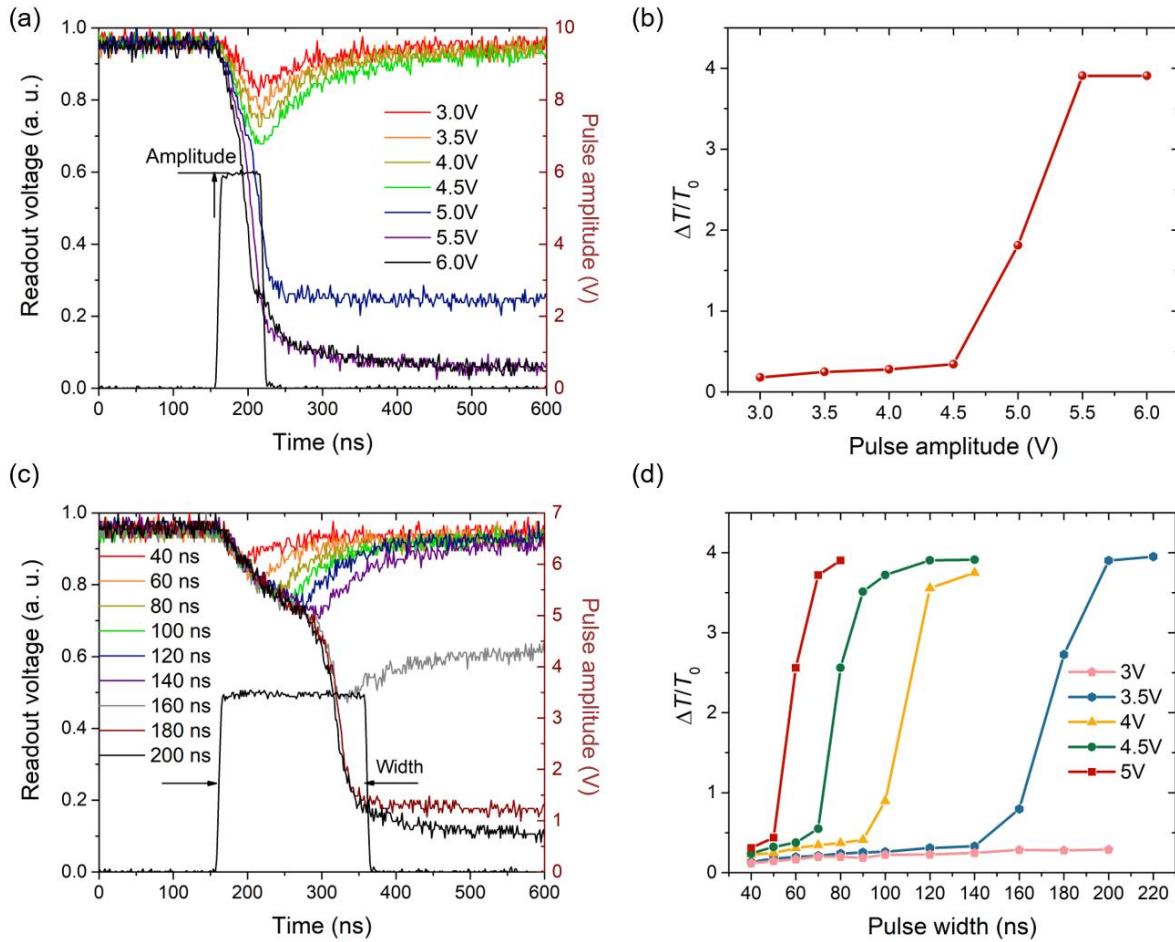 (a)
1.0
0.8
0.6
0.4
0.2
0.0
Readout voltage (a. u.)
10
8
6
4
2
0
Pulse amplitude
(V)
Amplitude
3.0V
3.5V
4.0V
4.5V
5.0V
5.5V
6.0V
0 100 200 300 400 500 600
Time (ns)
(b)
4
3
2
1
0
ΔT/T₀
3.0 3.5 4.0 4.5 5.0 5.5 6.0
Pulse amplitude (V)
(c)
1.0
0.8
0.6
0.4
0.2
0.0
Readout voltage (a. u.)
7
6
5
4
3
2
1
0
Pulse amplitude
(V)
40 ns
60 ns
80 ns
100 ns
120 ns
140 ns
160 ns
180 ns
200 ns
Width
0 100 200 300 400 500 600
Time (ns)
(d)
4
3
2
1
0
ΔT/T₀
3V
3.5V
4V
4.5V
5V
40 60 80 100 120 140 160 180 200 220
Pulse width (ns)